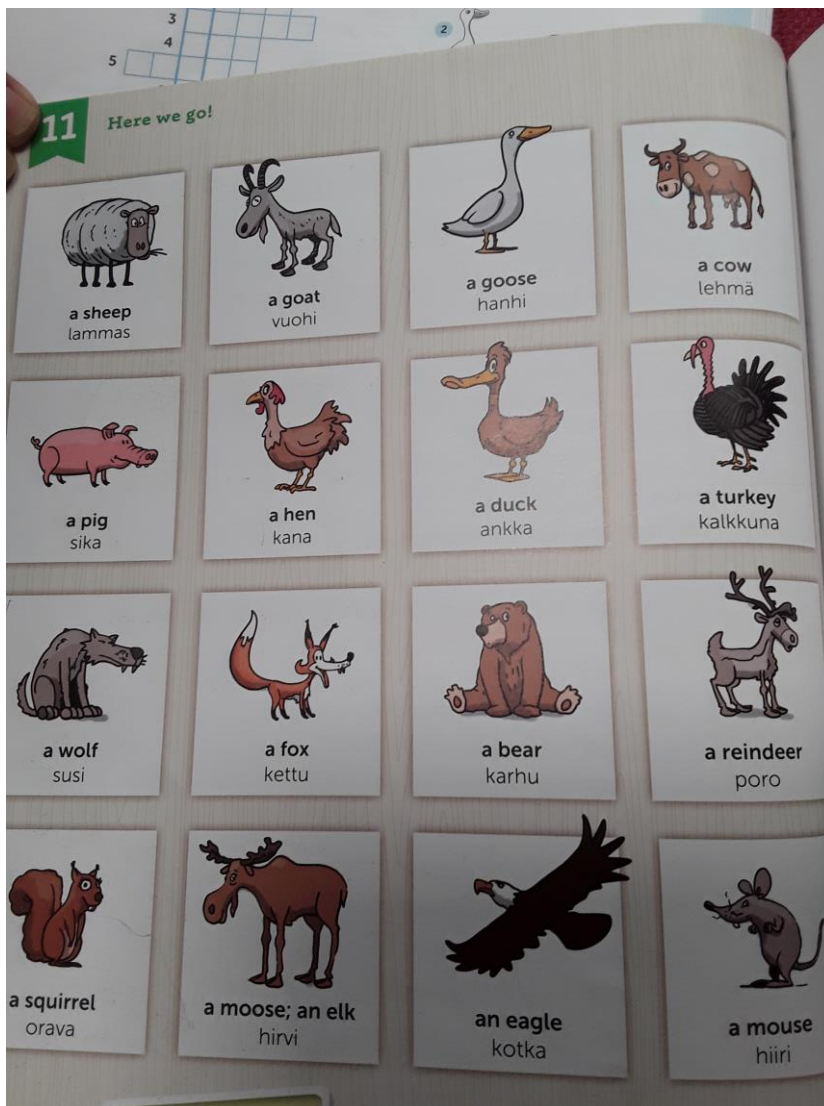 3
4
5
2
11
Here we go!
a sheep
lammas
a goat
vuohi
a goose
hanhi
a cow
lehmä
a pig
sika
a hen
kana
a duck
ankka
a turkey
kalkkuna
a wolf
susi
a fox
kettu
a bear
karhu
a reindeer
poro
a squirrel
orava
a moose; an elk
hirvi
an eagle
kotka
a mouse
hiiri